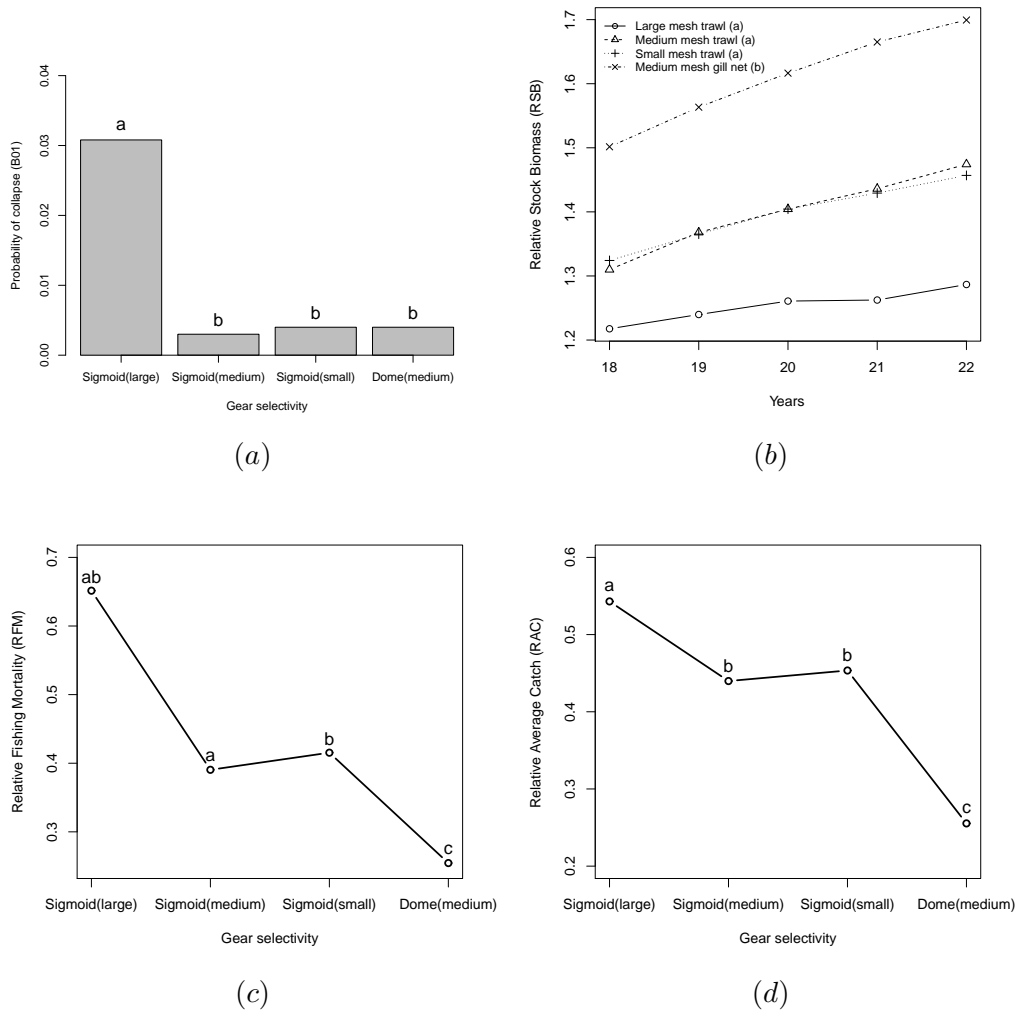 0.04
0.03
0.02
0.01
0.00
Probability of collapse (B01)
a
b
b
b
Sigmoid(large) Sigmoid(medium) Sigmoid(small) Dome(medium)
Gear selectivity
(a)
1.7
1.6
1.5
1.4
1.3
1.2
Relative Stock Biomass (RSB)
Large mesh trawl (a)
Medium mesh trawl (a)
Small mesh trawl (a)
Medium mesh gill net (b)
18 19 20 21 22
Years
(b)
0.7
0.6
0.5
0.4
0.3
Relative Fishing Mortality (RFM)
ab
a
b
c
Sigmoid(large) Sigmoid(medium) Sigmoid(small) Dome(medium)
Gear selectivity
(c)
0.6
0.5
0.4
0.3
0.2
Relative Average Catch (RAC)
a
b
b
c
Sigmoid(large) Sigmoid(medium) Sigmoid(small) Dome(medium)
Gear selectivity
(d)